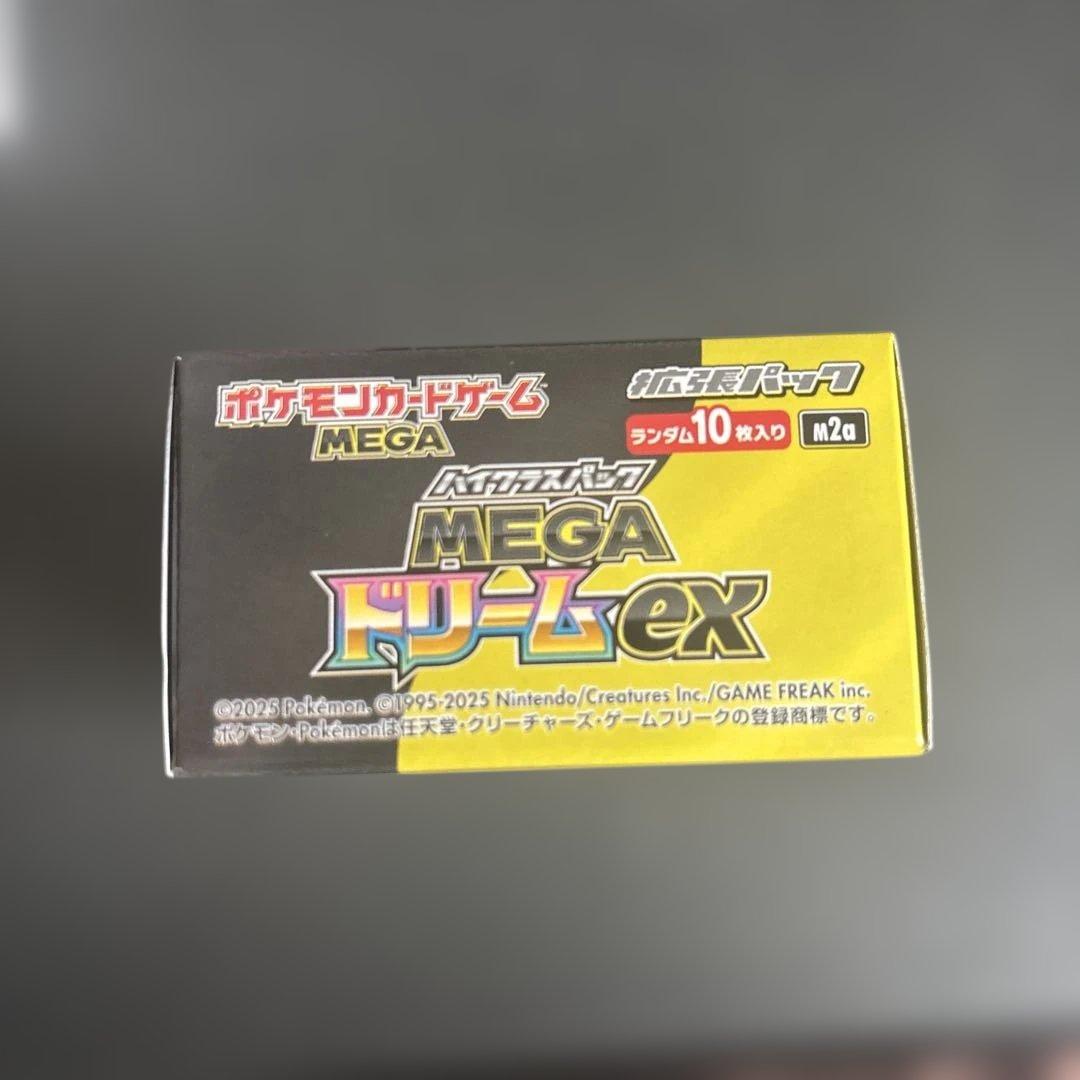 ポケモンカードゲーム
MEGA
拡張パック
ランダム10枚入り M2a
ハイクラスパック
MEGA
ドリームex
©2025 Pokémon. ©1995-2025 Nintendo/Creatures Inc./GAME FREAK inc.
ポケモン・Pokémonは任天堂・クリーチャーズ・ゲームフリークの登録商標です。